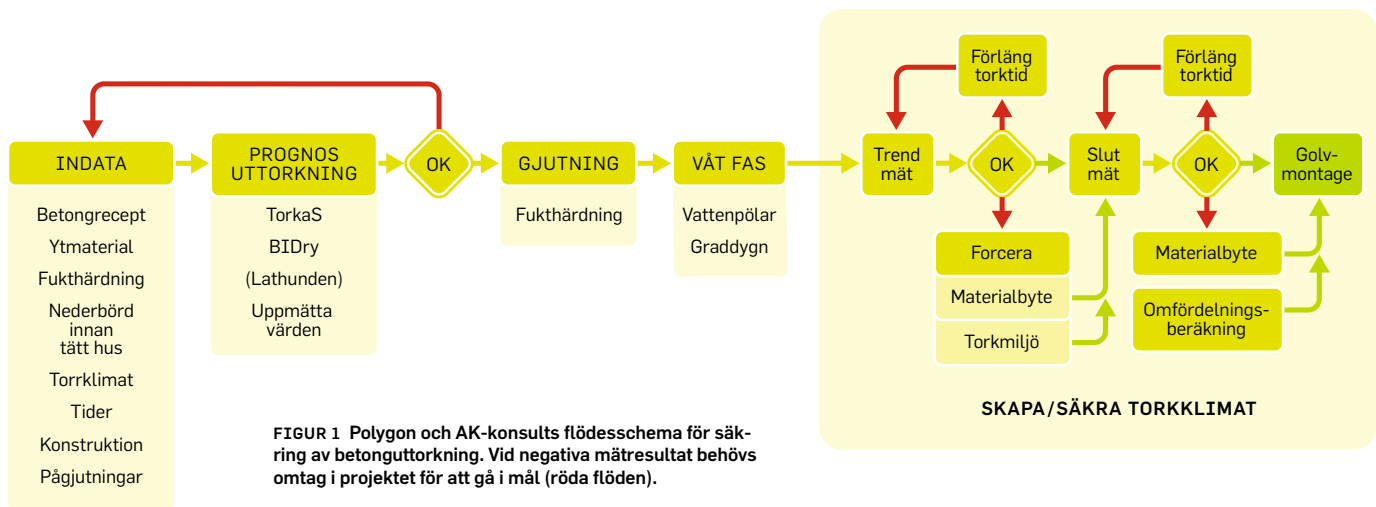 INDATA
Betongrecept
Ytmaterial
Fukthärdning
Nederbörd
innan
tätt hus
Torrklimat
Tider
Konstruktion
Pågjutningar
PROGNOS
UTTORKNING
TorkaS
BIDry
(Lathunden)
Uppmätta
värden
OK
GJUTNING
Fukthärdning
VÅT FAS
Vattenpölar
Graddygn
Trend
mät
Förläng
torktid
OK
Forcera
Materialbyte
Torkmiljö
Slut
mät
Förläng
torktid
OK
Materialbyte
Omfördelnings-
beräkning
Golv-
montage
SKAPA/SÄKRA TORKKLIMAT
FIGUR 1 Polygon och AK-konsults flödesschema för säk-
ring av betonguttorkning. Vid negativa mätresultat behövs
omtag i projektet för att gå i mål (röda flöden).